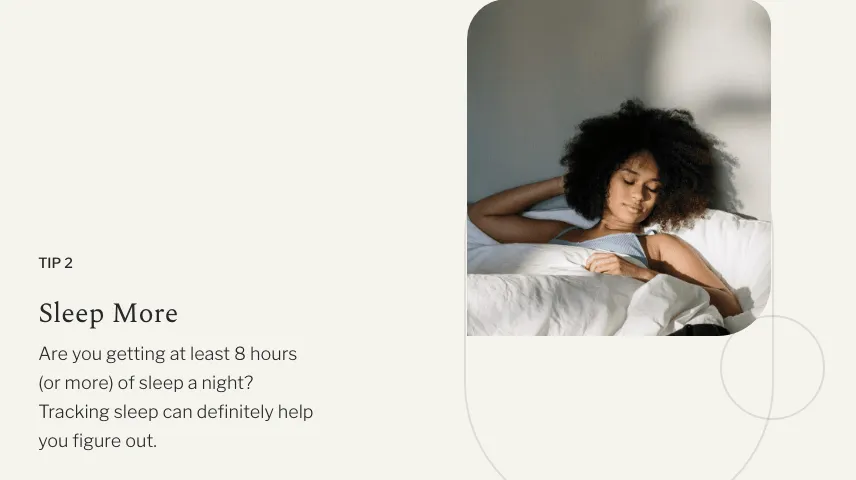 TIP 2
Sleep More
Are you getting at least 8 hours
(or more) of sleep a night?
Tracking sleep can definitely help
you figure out.